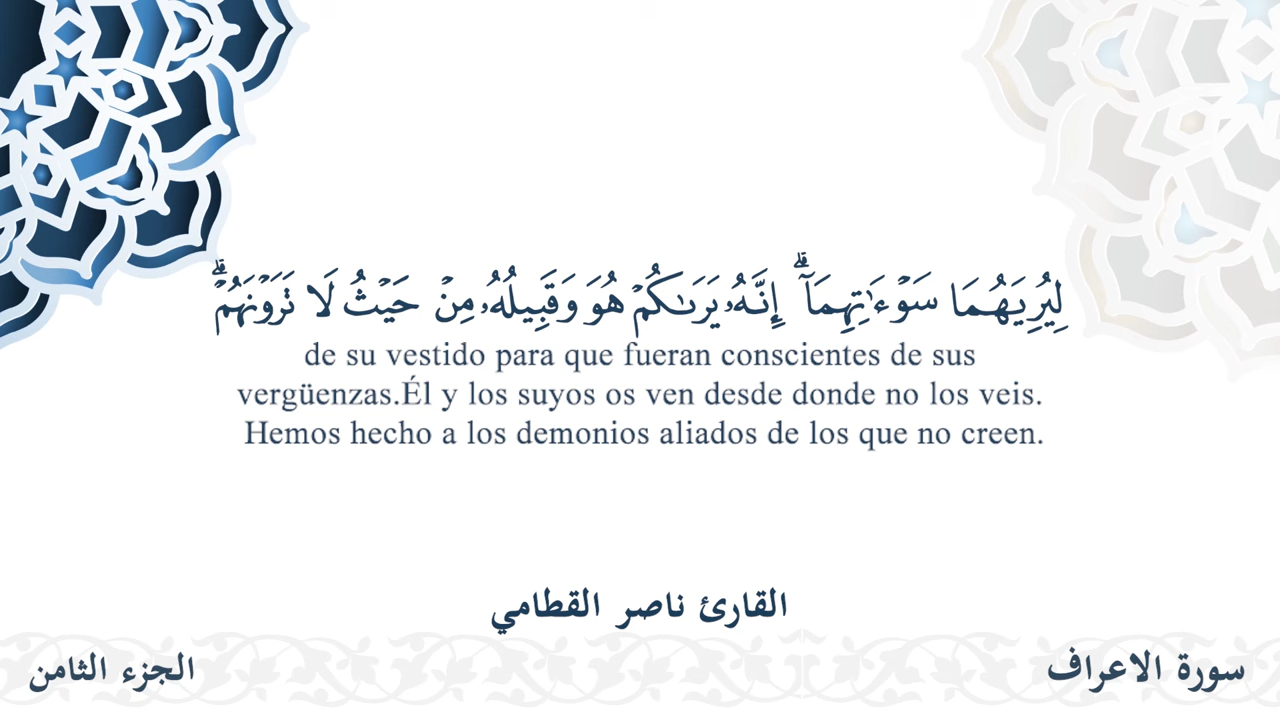 لِيُرِيَهُمَا سَوْءَٰتِهِمَآ ۗ إِنَّهُۥ يَرَىٰكُمْ هُوَ وَقَبِيلُهُۥ مِنْ حَيْثُ لَا تَرَوْنَهُمْ ۗ
de su vestido para que fueran conscientes de sus
vergüenzas.Él y los suyos os ven desde donde no los veis.
Hemos hecho a los demonios aliados de los que no creen.
القارئ ناصر القطامي
سورة الاعراف
الجزء الثامن